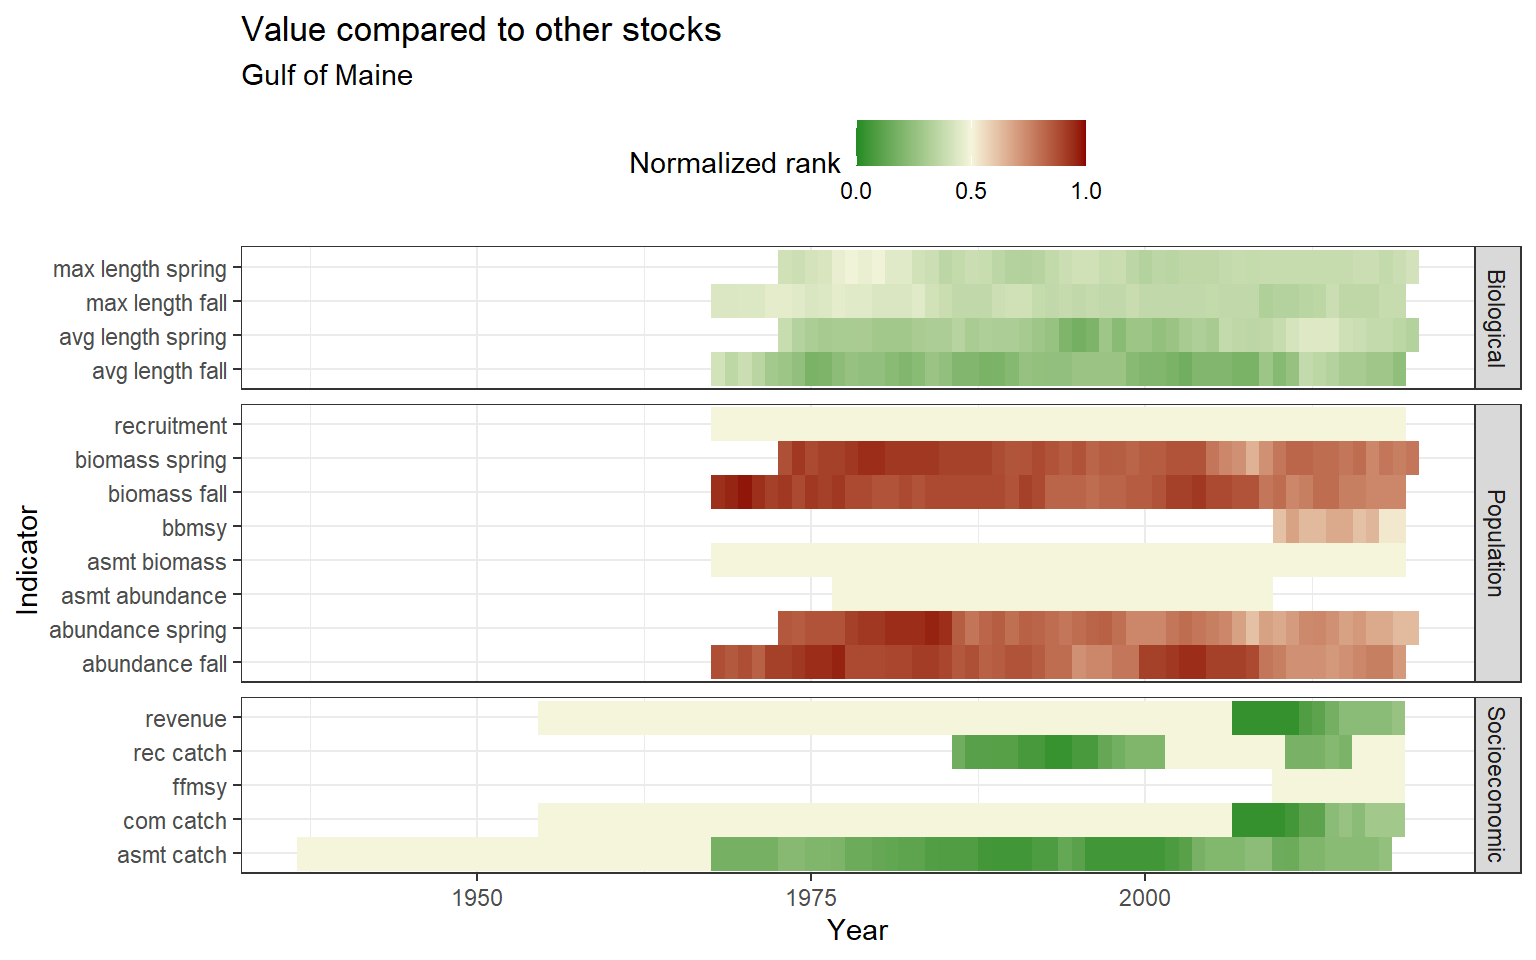 Value compared to other stocks
Gulf of Maine
Normalized rank
0.0 0.5 1.0
Indicator
max length spring
max length fall
avg length spring
avg length fall
Biological
recruitment
biomass spring
biomass fall
bbmsy
asmt biomass
asmt abundance
abundance spring
abundance fall
Population
revenue
rec catch
ffmsy
com catch
asmt catch
Socioeconomic
1950 1975 2000
Year